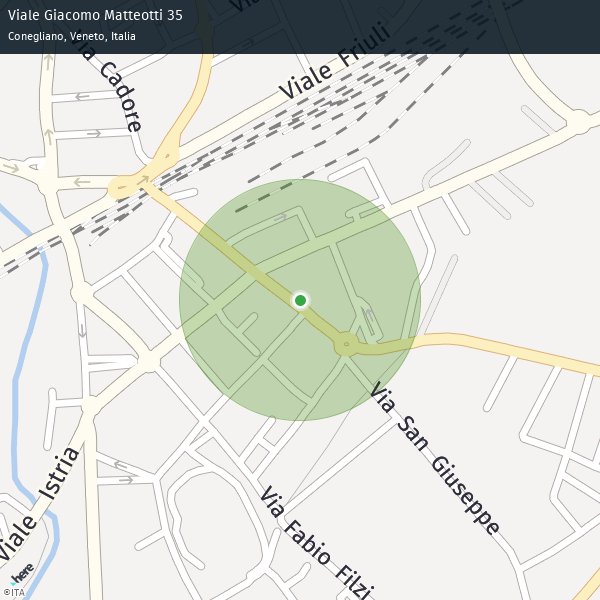 Viale Giacomo Matteotti 35
Conegliano, Veneto, Italia
Via Cadore
Viale Friuli
Via San Giuseppe
Viale Istria
Via Fabio Filzi
here
©ITA